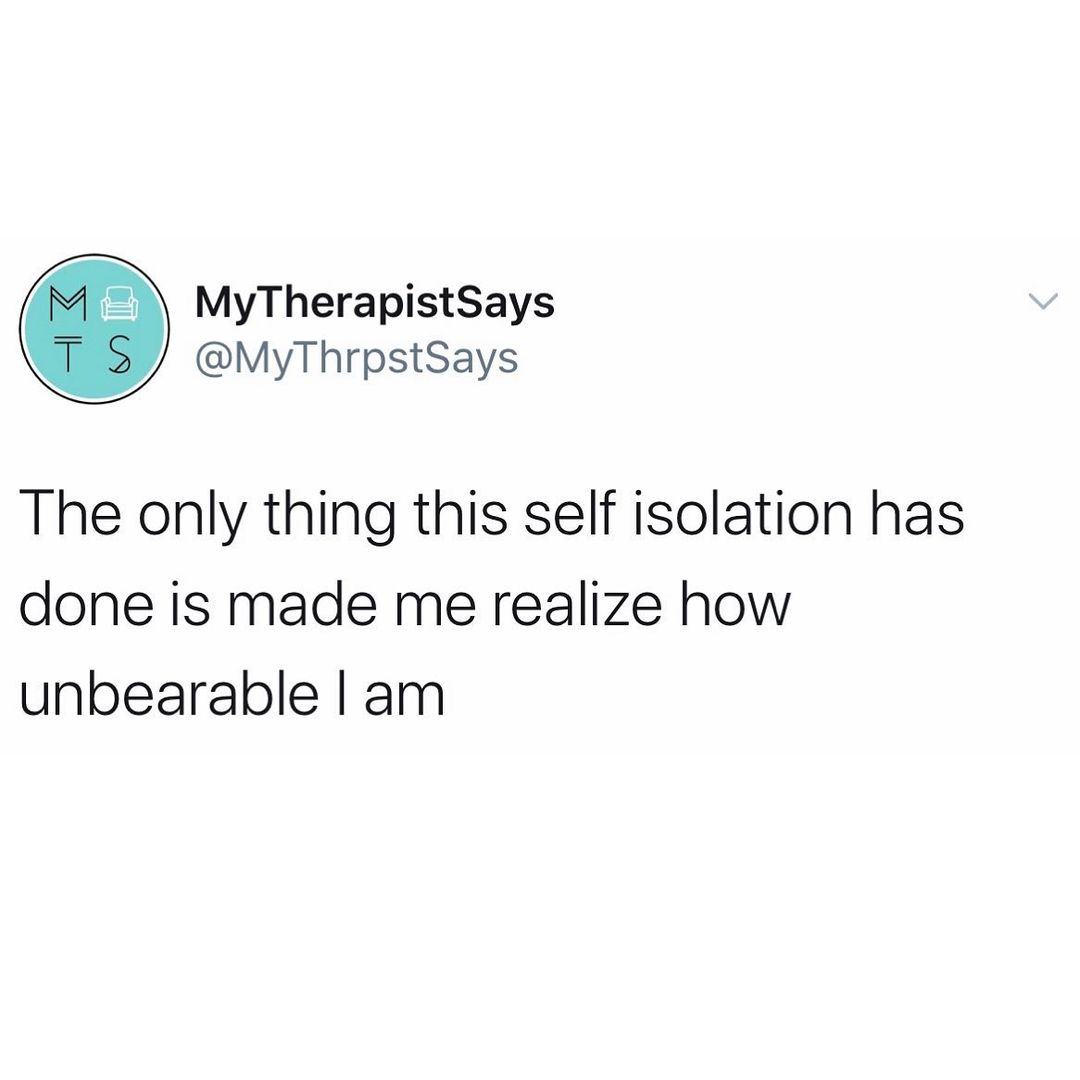 M
T S
MyTherapistSays
@MyThrpstSays
The only thing this self isolation has
done is made me realize how
unbearable I am